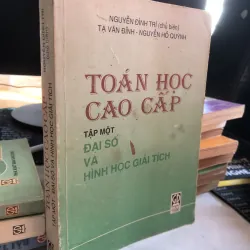 NGUYỄN ĐÌNH TRÍ (chủ biên)
TẠ VĂN ĐĨNH - NGUYỄN HỒ QUỲNH
TOÁN HỌC
CAO CẤP
TẬP MỘT
ĐẠI SỐ
VÀ
HÌNH HỌC GIẢI TÍCH